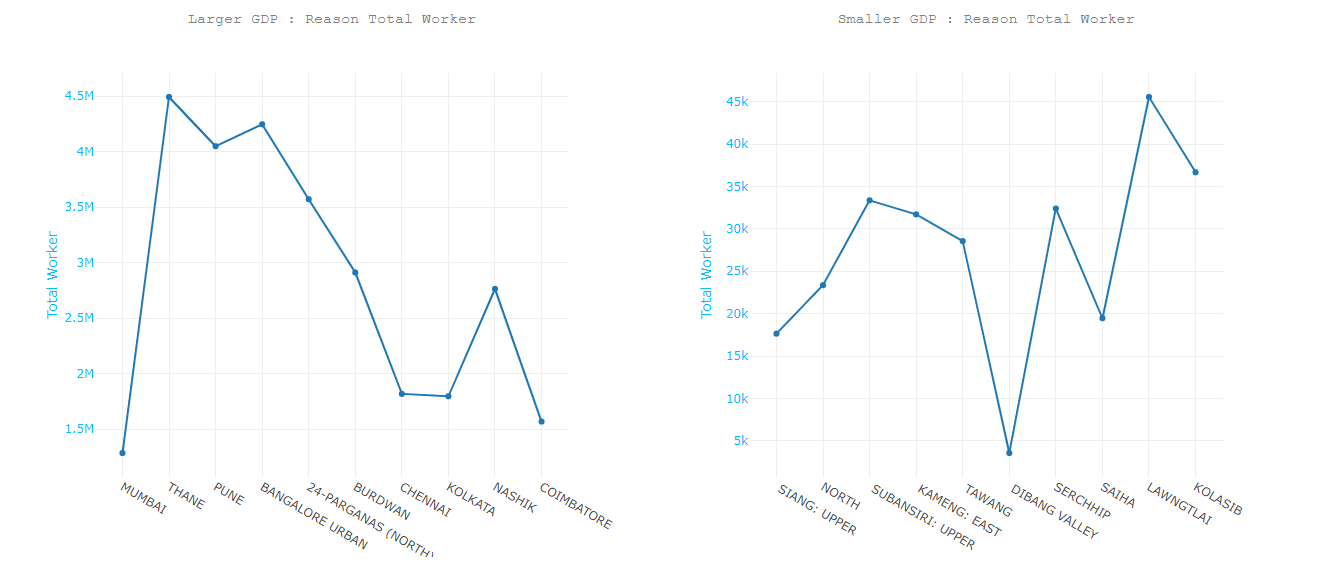 Larger GDP : Reason Total Worker
4.5M
4M
3.5M
3M
2.5M
2M
1.5M
Total Worker
MUMBAI
THANE
PUNE
BANGALORE URBAN
24-PARGANAS (NORTH)
BURDWAN
CHENNAI
KOLKATA
NASHIK
COIMBATORE
Smaller GDP : Reason Total Worker
45k
40k
35k
30k
25k
20k
15k
10k
5k
Total Worker
SIANG: UPPER
NORTH
SUBANSIRI: UPPER
KAMENG: EAST
TAWANG
DIBANG VALLEY
SERCHHIP
SAIHA
LAWNGTLAI
KOLASIB